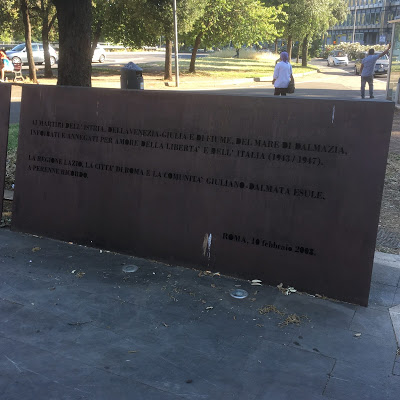 AI MARTIRI DELL'ISTRIA, DELLA VENEZIA-GIULIA E DI FIUME, DEL MARE DI DALMAZIA,
INFOIBATI E ANNEGATI PER AMORE DELLA LIBERTA' E DELL'ITALIA (1943-1947).
LA REGIONE LAZIO, LA CITTA' DI ROMA E LA COMUNITA' GIULIANO-DALMATA ESULE,
A PERENNE RICORDO
ROMA, 10 febbraio 2008.